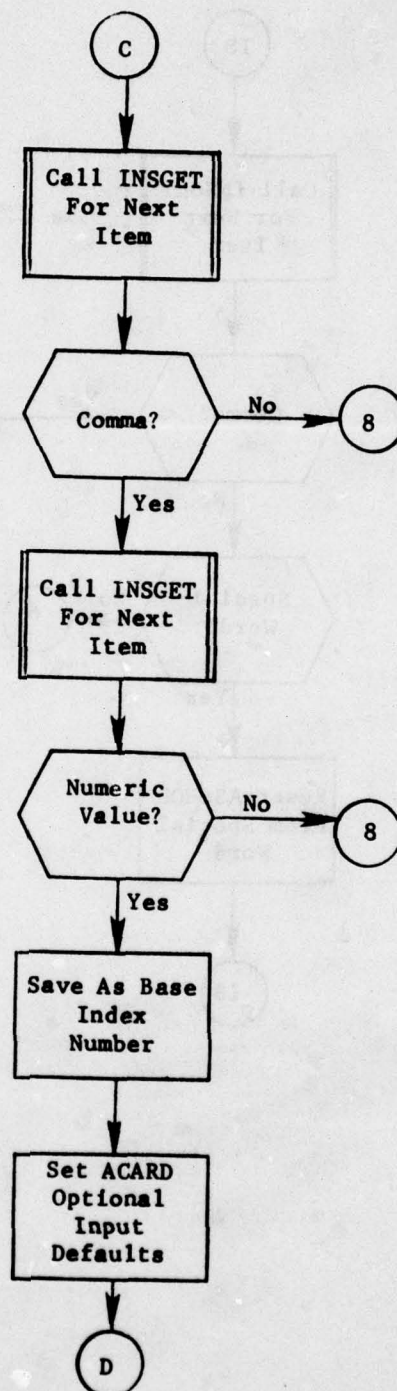 C
Call INSGET
For Next
Item
Comma?
No
8
Yes
Call INSGET
For Next
Item
Numeric
Value?
No
8
Yes
Save As Base
Index
Number
Set ACARD
Optional
Input
Defaults
D